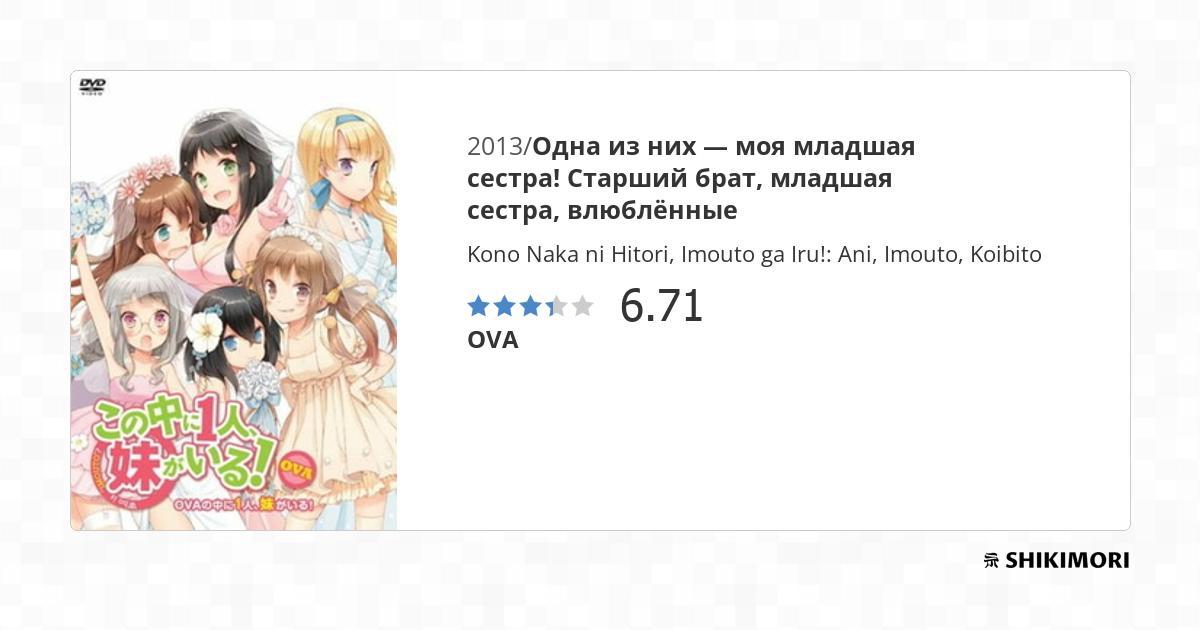 DVD
VIDEO
2013/Одна из них — моя младшая
сестра! Старший брат, младшая
сестра, влюблённые
Kono Naka ni Hitori, Imouto ga Iru!: Ani, Imouto, Koibito
6.71
OVA
この中に1人、
妹がいる!
OVA
OVAの中に1人、妹がいる!
SHIKIMORI